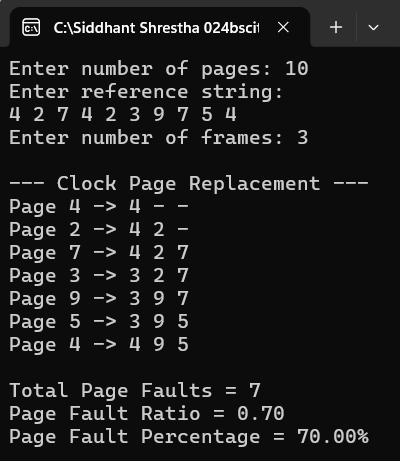 C:\Siddhant Shrestha 024bscit
Enter number of pages: 10
Enter reference string:
4 2 7 4 2 3 9 7 5 4
Enter number of frames: 3
--- Clock Page Replacement ---
Page 4 -> 4 - -
Page 2 -> 4 2 -
Page 7 -> 4 2 7
Page 3 -> 3 2 7
Page 9 -> 3 9 7
Page 5 -> 3 9 5
Page 4 -> 4 9 5
Total Page Faults = 7
Page Fault Ratio = 0.70
Page Fault Percentage = 70.00%